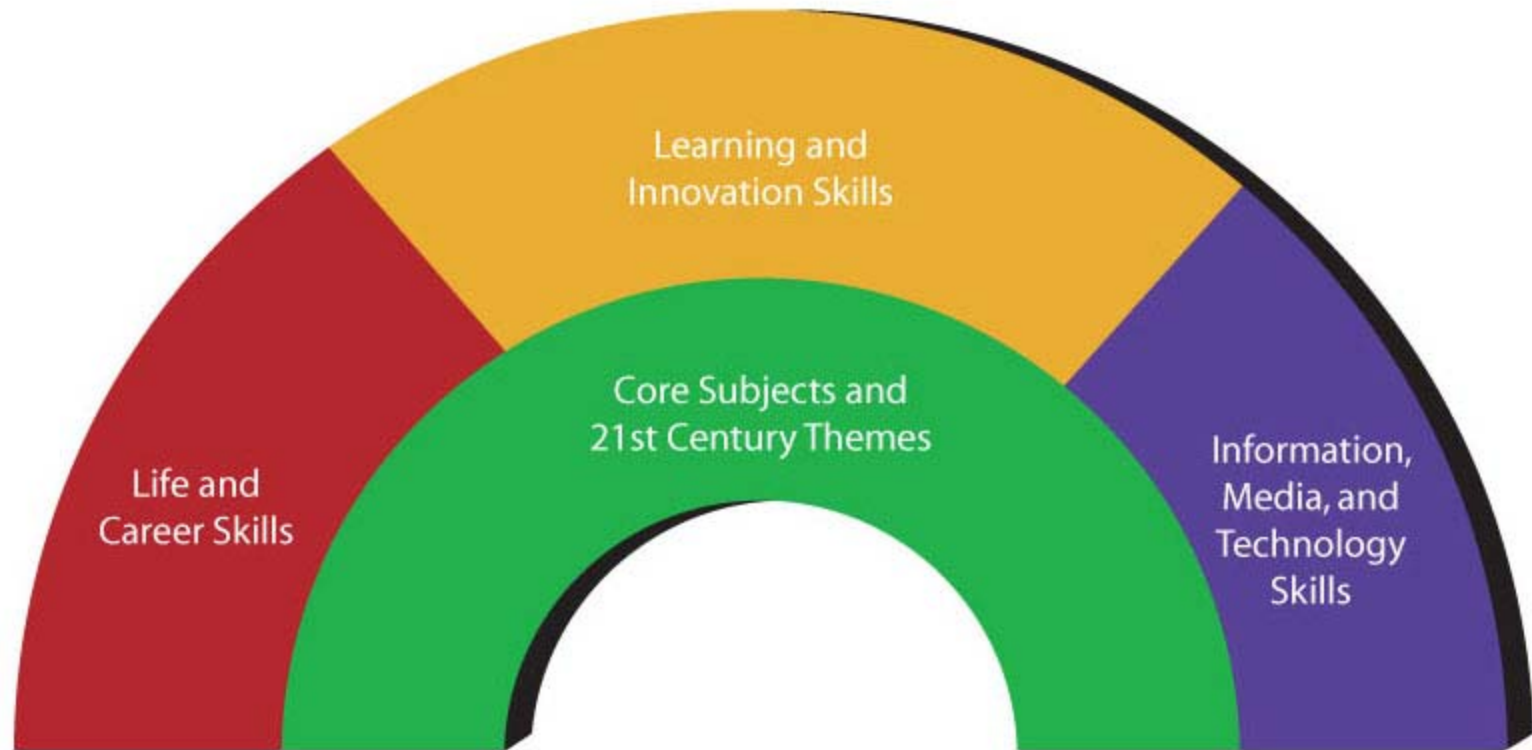 Learning and
Innovation Skills
Core Subjects and
21st Century Themes
Life and
Career Skills
Information,
Media, and
Technology
Skills